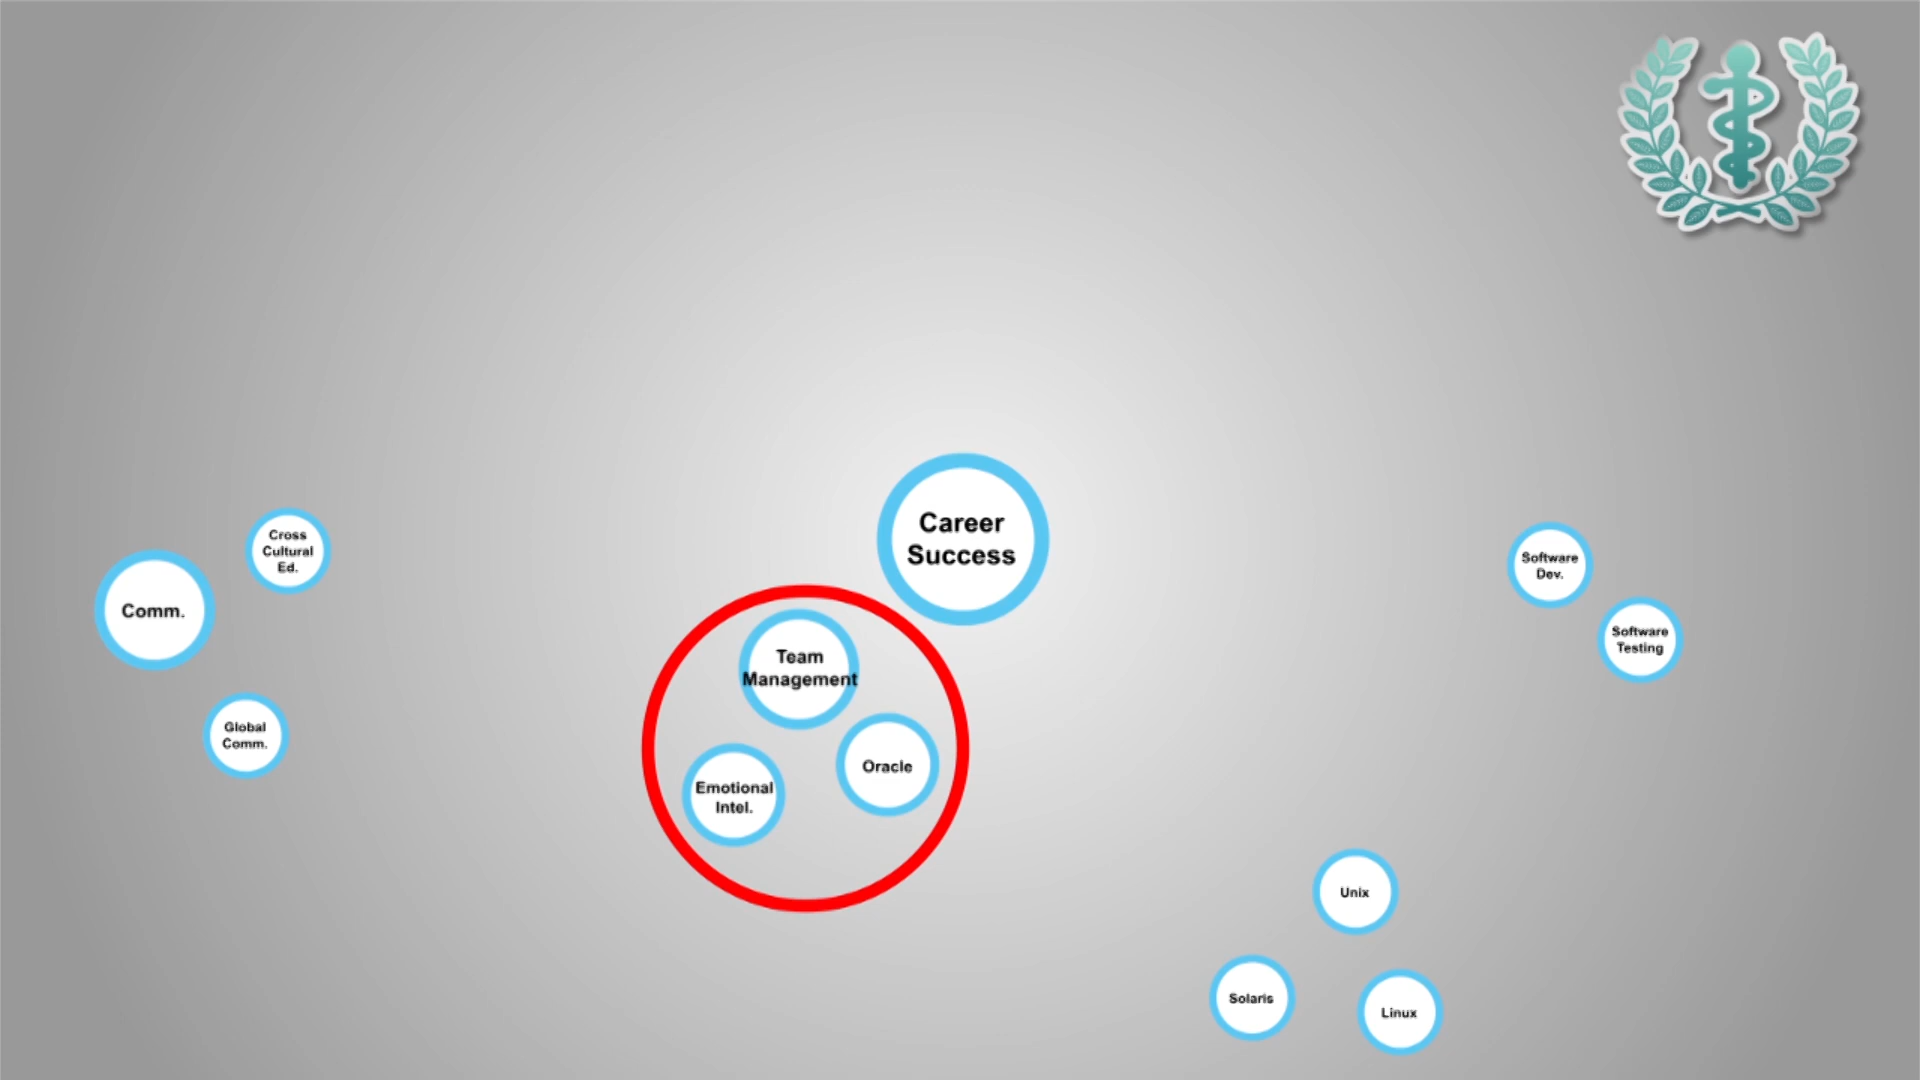 Career
Success
Cross
Cultural
Ed.
Comm.
Global
Comm.
Team
Management
Oracle
Emotional
Intel.
Software
Dev.
Software
Testing
Unix
Solaris
Linux